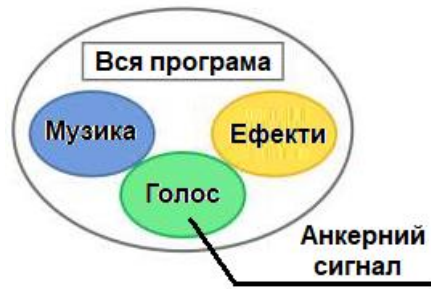 Вся програма
Музика
Ефекти
Голос
Анкерний
сигнал